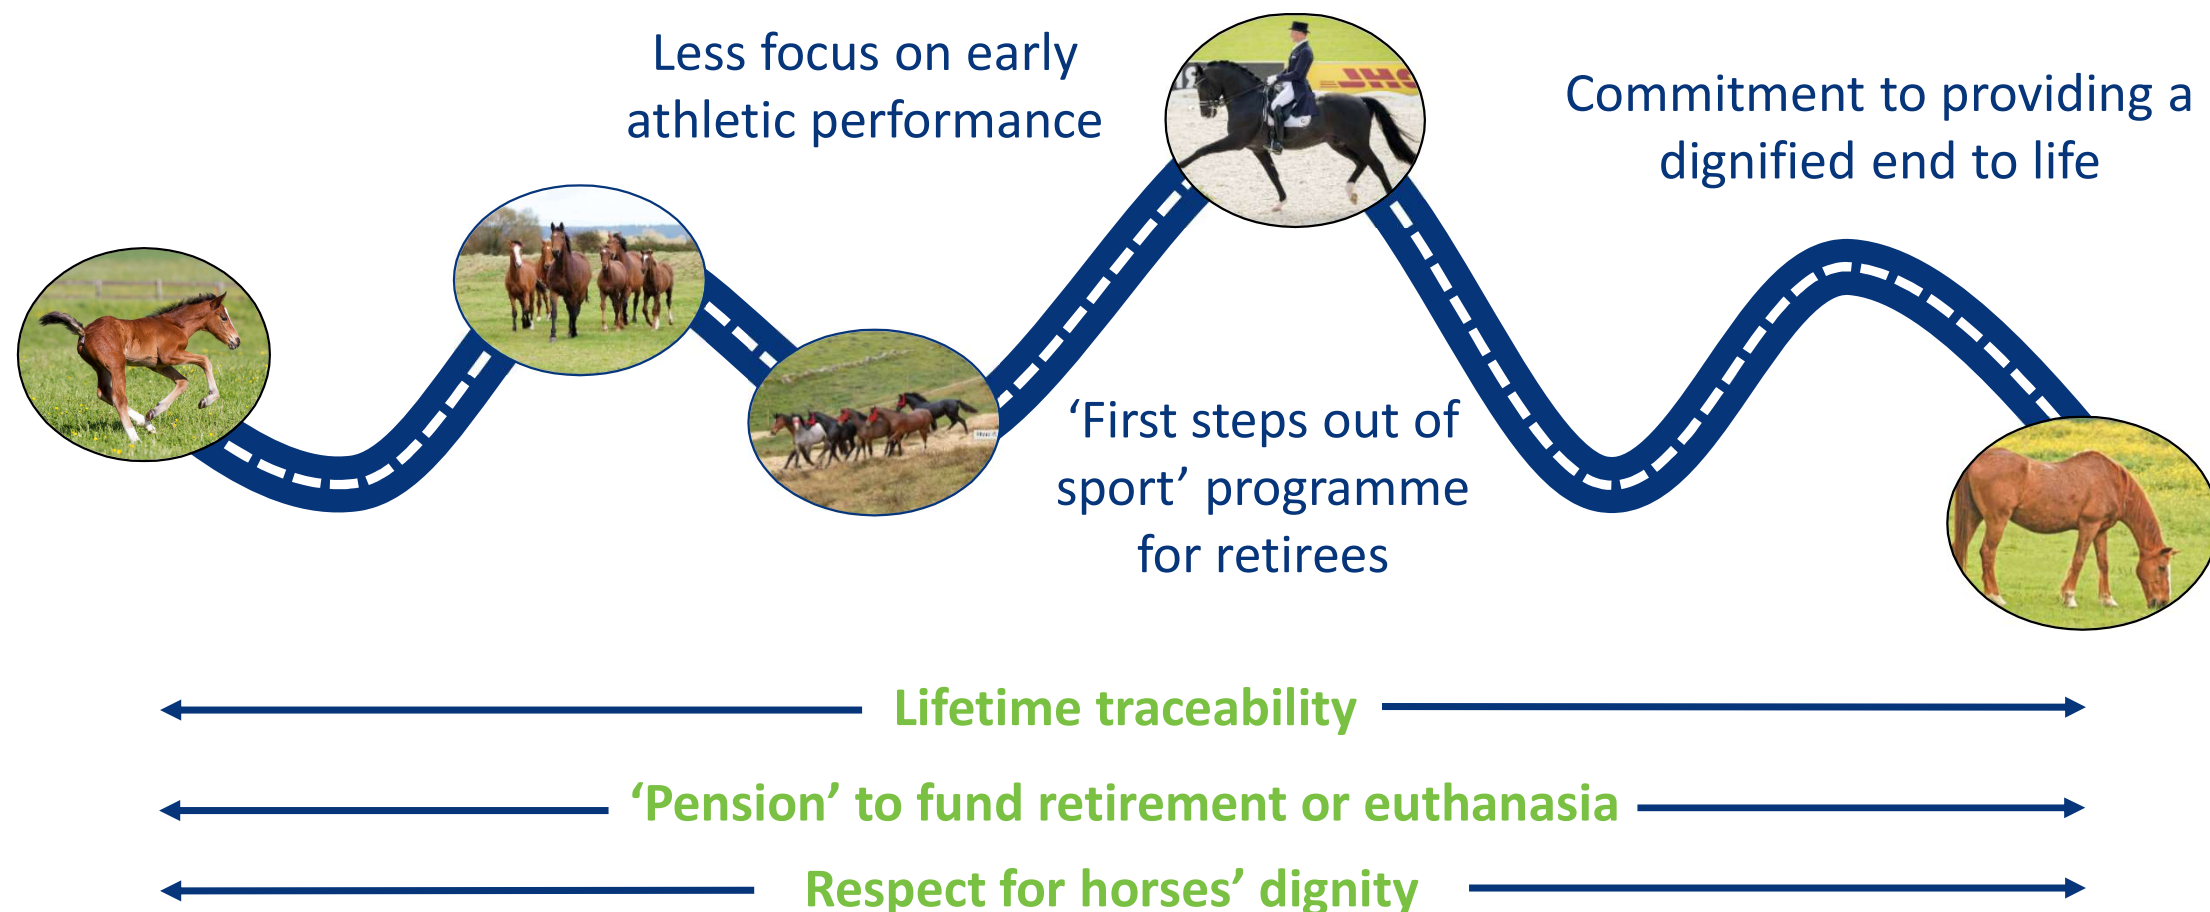 Less focus on early
athletic performance
Commitment to providing a
dignified end to life
‘First steps out of
sport’ programme
for retirees
Lifetime traceability
‘Pension’ to fund retirement or euthanasia
Respect for horses’ dignity